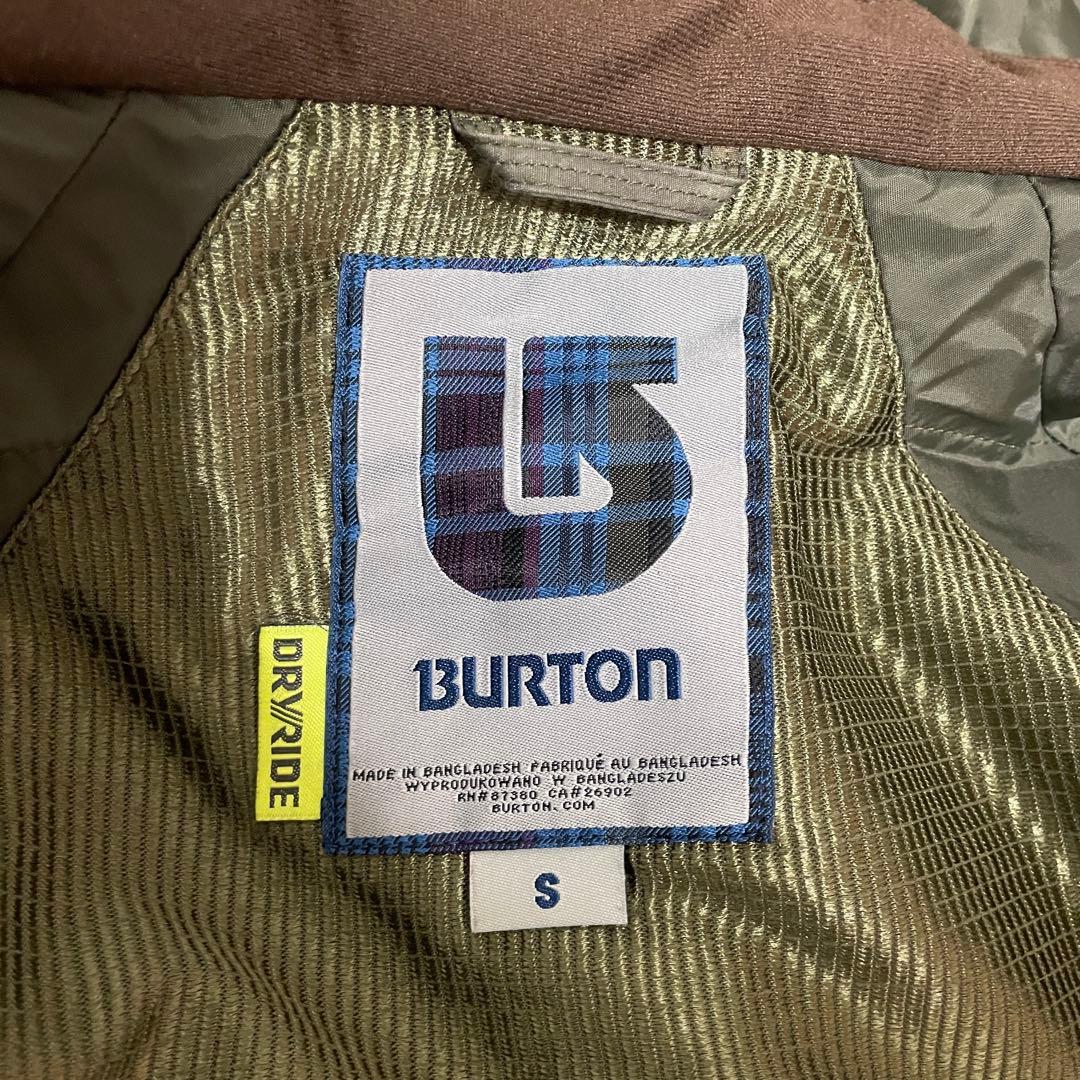 BURTON
DRY//RIDE
MADE IN BANGLADESH FABRIQUÉ AU BANGLADESH
WYPRODUKOWANO W BANGLADESZU
RN#87380 CA#26902
BURTON.COM
S